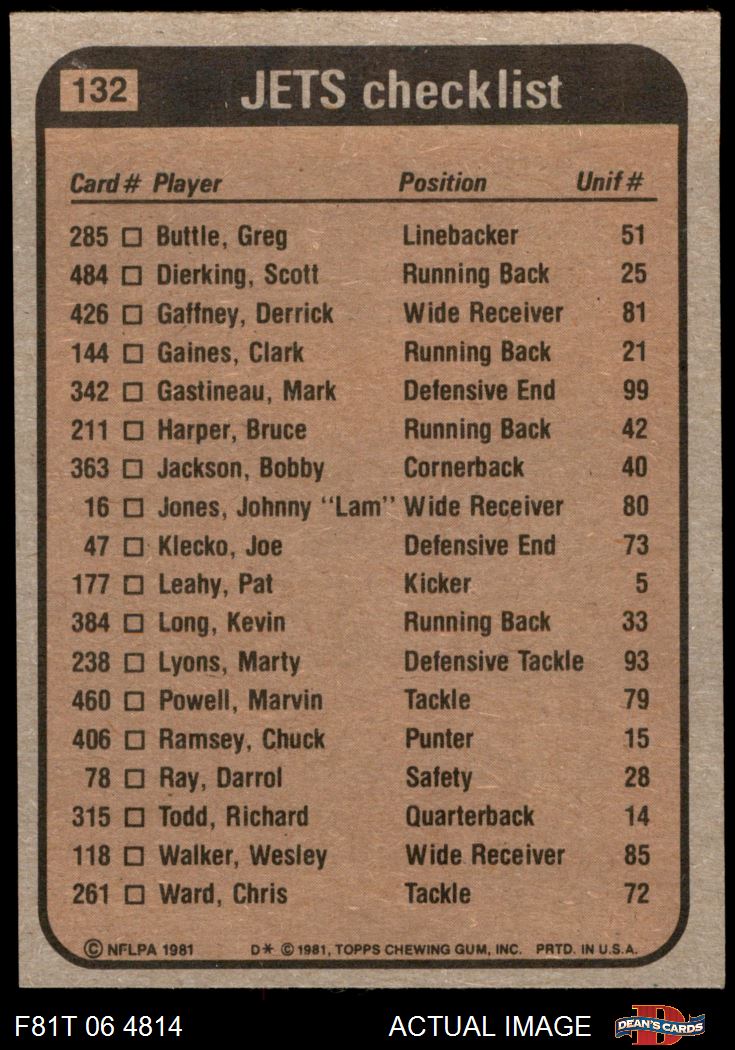 132 JETS checklist
Card # Player Position Unif #
285 Buttle, Greg Linebacker 51
484 Dierking, Scott Running Back 25
426 Gaffney, Derrick Wide Receiver 81
144 Gaines, Clark Running Back 21
342 Gastineau, Mark Defensive End 99
211 Harper, Bruce Running Back 42
363 Jackson, Bobby Cornerback 40
16 Jones, Johnny "Lam" Wide Receiver 80
47 Klecko, Joe Defensive End 73
177 Leahy, Pat Kicker 5
384 Long, Kevin Running Back 33
238 Lyons, Marty Defensive Tackle 93
460 Powell, Marvin Tackle 79
406 Ramsey, Chuck Punter 15
78 Ray, Darrol Safety 28
315 Todd, Richard Quarterback 14
118 Walker, Wesley Wide Receiver 85
261 Ward, Chris Tackle 72
© NFLPA 1981 D* © 1981, TOPPS CHEWING GUM, INC. PRTD. IN U.S.A.
F81T 06 4814 ACTUAL IMAGE D DEAN'S CARDS